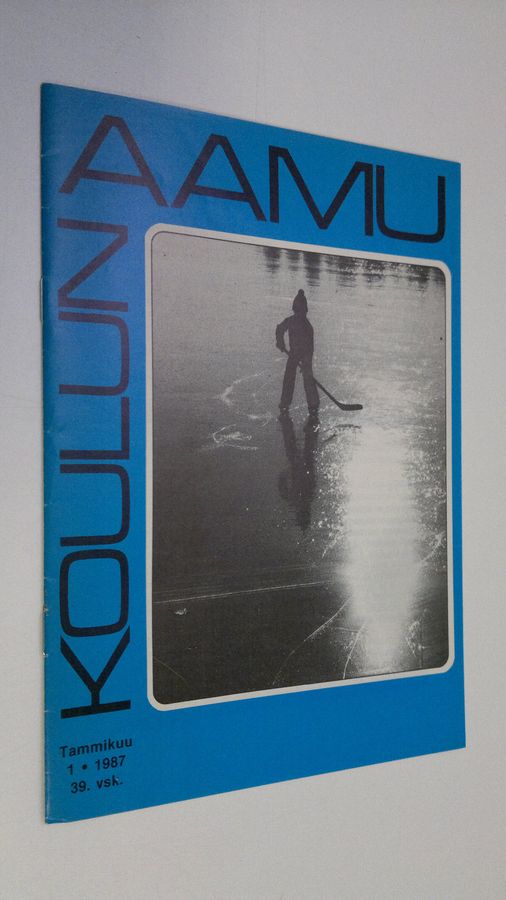 KOULUN
AAMU
Tammikuu
1 • 1987
39. vsk.